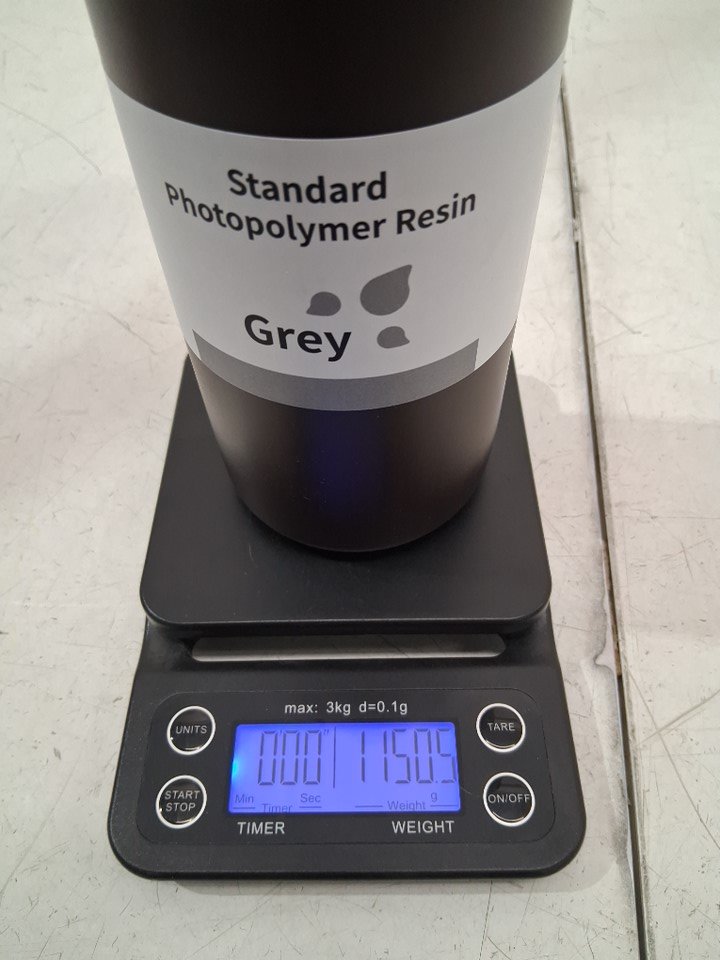 Standard
Photopolymer Resin
Grey
max: 3kg d=0.1g
UNITS
TARE
000" 1150.5
START
STOP
ON/OFF
Min Timer Sec Weight g
TIMER WEIGHT